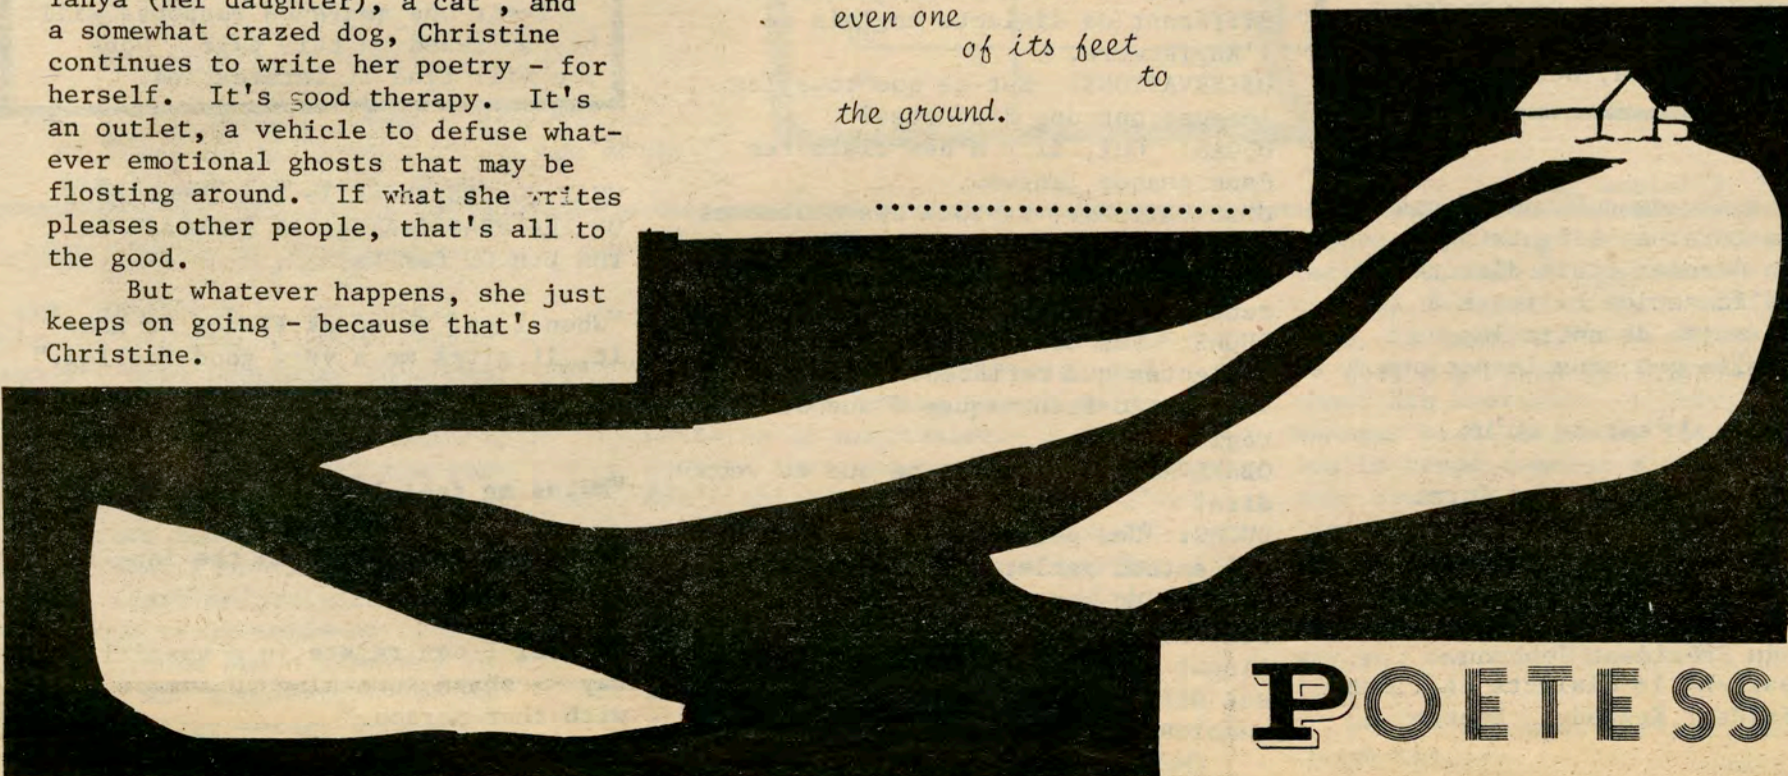 Tanya (her daughter), a cat , and
a somewhat crazed dog, Christine
continues to write her poetry - for
herself. It's good therapy. It's
an outlet, a vehicle to defuse what-
ever emotional ghosts that may be
flosting around. If what she writes
pleases other people, that's all to
the good.
But whatever happens, she just
keeps on going - because that's
Christine.
even one
of its feet
to
the ground.
....................
POETESS